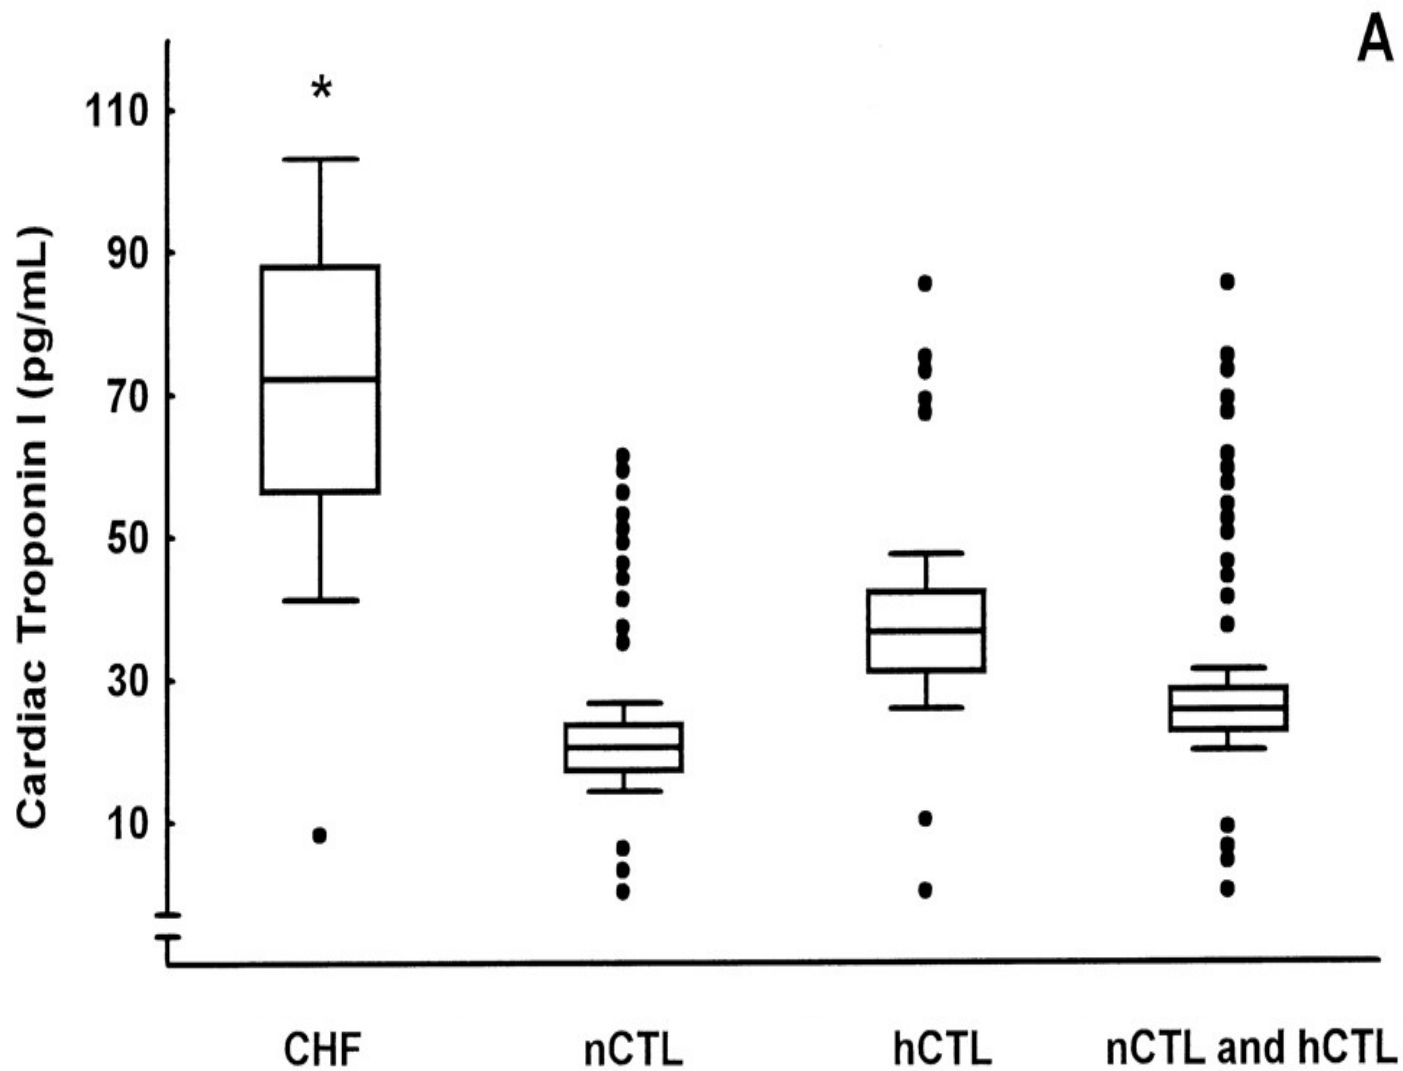 A
*
110
90
70
50
30
10
Cardiac Troponin I (pg/mL)
CHF
nCTL
hCTL
nCTL and hCTL